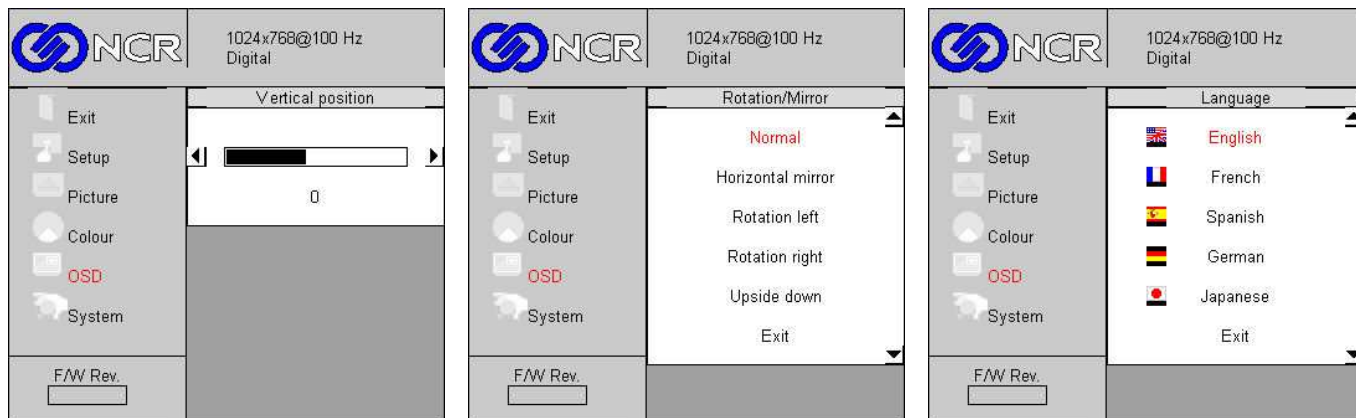 NCR
1024x768@100 Hz
Digital
Vertical position
Exit
Setup
Picture
0
Colour
OSD
System
F/W Rev.
NCR
1024x768@100 Hz
Digital
Rotation/Mirror
Exit
Normal
Setup
Horizontal mirror
Picture
Rotation left
Colour
Rotation right
OSD
Upside down
System
Exit
F/W Rev.
NCR
1024x768@100 Hz
Digital
Language
Exit
English
Setup
French
Picture
Spanish
Colour
German
OSD
Japanese
System
Exit
F/W Rev.